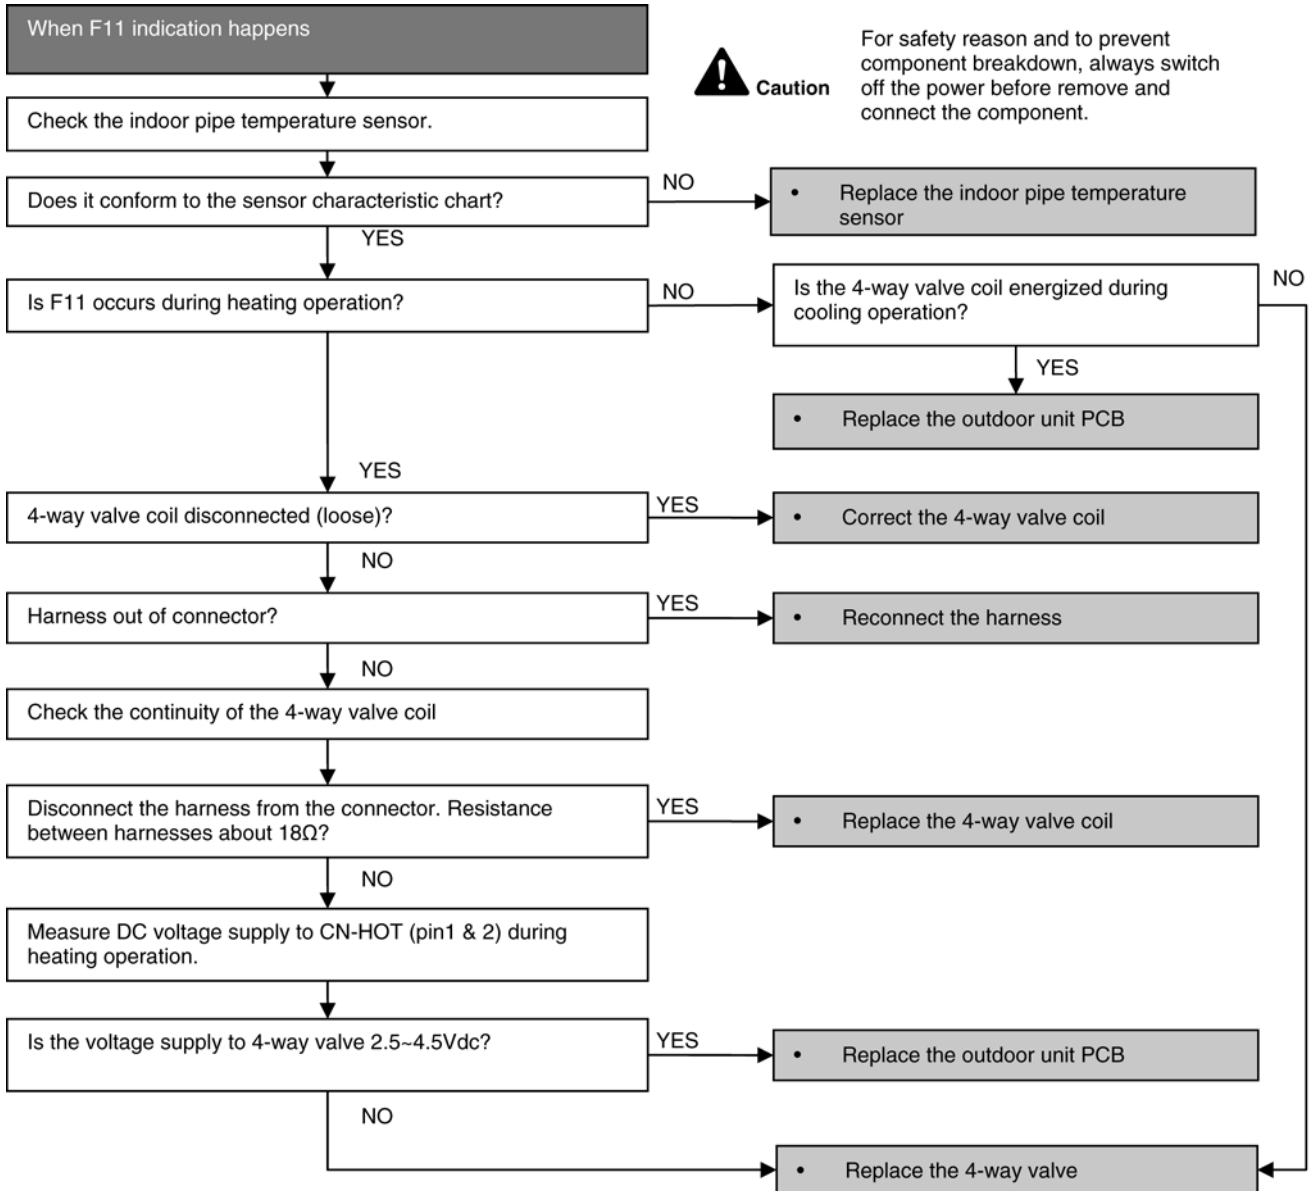 When F11 indication happens
Caution
For safety reason and to prevent
component breakdown, always switch
off the power before remove and
connect the component.
Check the indoor pipe temperature sensor.
Does it conform to the sensor characteristic chart?
NO
• Replace the indoor pipe temperature
sensor
YES
Is F11 occurs during heating operation?
NO
Is the 4-way valve coil energized during
cooling operation?
NO
YES
• Replace the outdoor unit PCB
YES
4-way valve coil disconnected (loose)?
YES
• Correct the 4-way valve coil
NO
Harness out of connector?
YES
• Reconnect the harness
NO
Check the continuity of the 4-way valve coil
Disconnect the harness from the connector. Resistance
between harnesses about 18Ω?
YES
• Replace the 4-way valve coil
NO
Measure DC voltage supply to CN-HOT (pin1 & 2) during
heating operation.
Is the voltage supply to 4-way valve 2.5~4.5Vdc?
YES
• Replace the outdoor unit PCB
NO
• Replace the 4-way valve